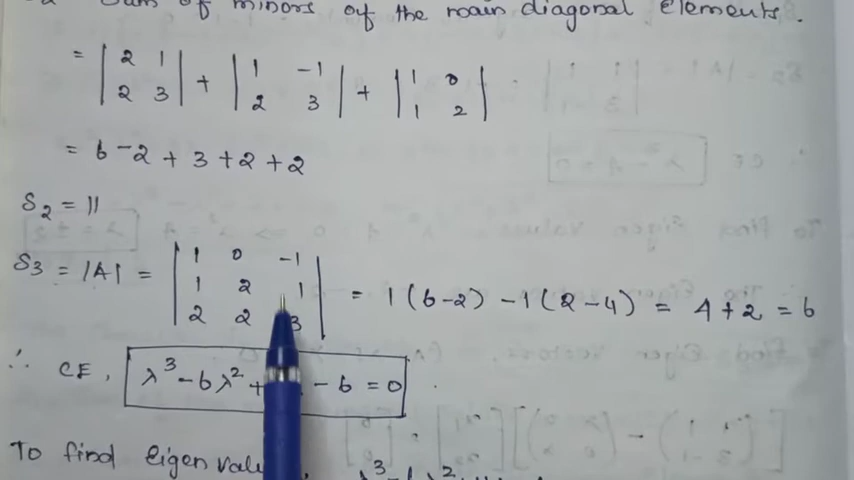 Sum of minors of the main diagonal elements.
= | 2 1 | + | 1 -1 | + | 1 0 |
| 2 3 | | 2 3 | | 1 2 |
= 6 - 2 + 3 + 2 + 2
S2 = 11
S3 = |A| = | 1 0 -1 |
| 1 2 1 | = 1(6-2) -1(2-4) = 4+2 = 6
| 2 2 3 |
∴ CE, λ³ - 6λ² + - 6 = 0.
To find eigen